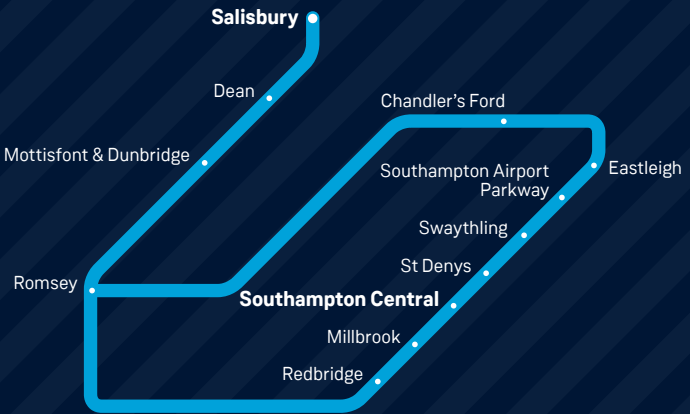 Salisbury
Dean
Chandler's Ford
Mottisfont & Dunbridge
Southampton Airport
Parkway
Eastleigh
Swaythling
St Denys
Romsey
Southampton Central
Millbrook
Redbridge